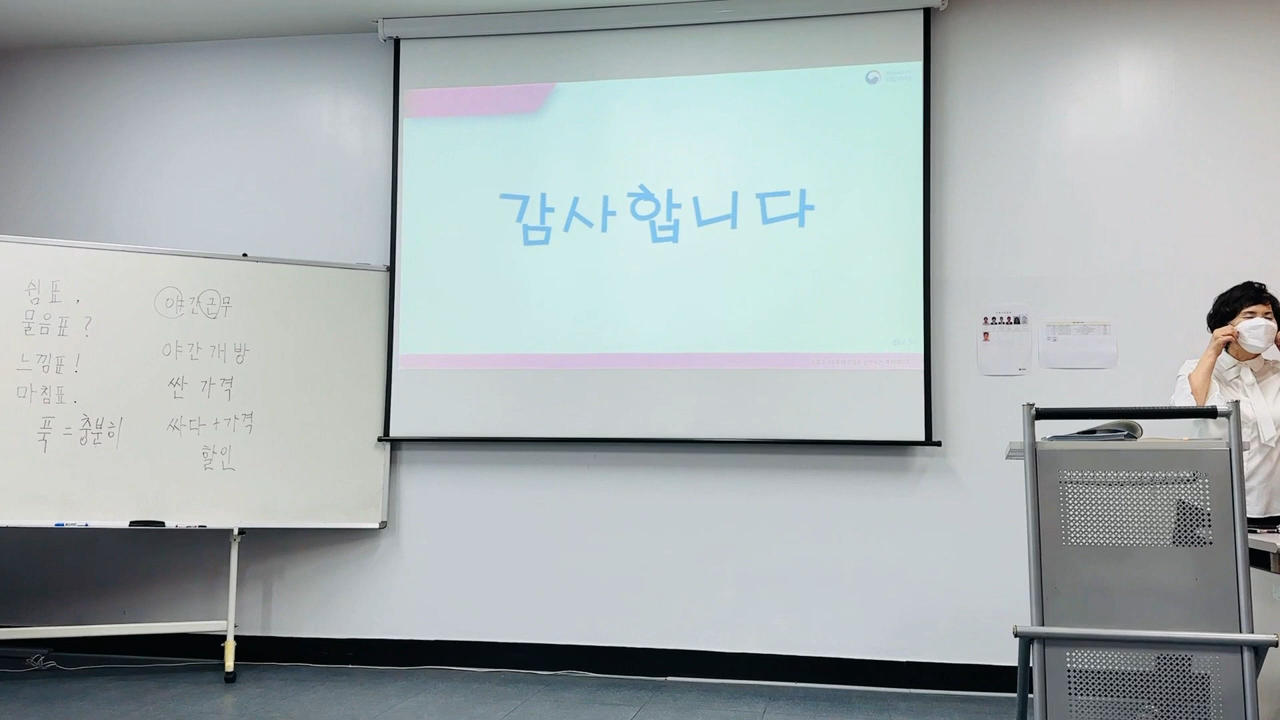 쉼표 ,
물음표 ?
느낌표 !
마침표 .
푹 = 충분히
야간근무
야간개방
싼 가격
싸다 + 가격
할인
감사합니다